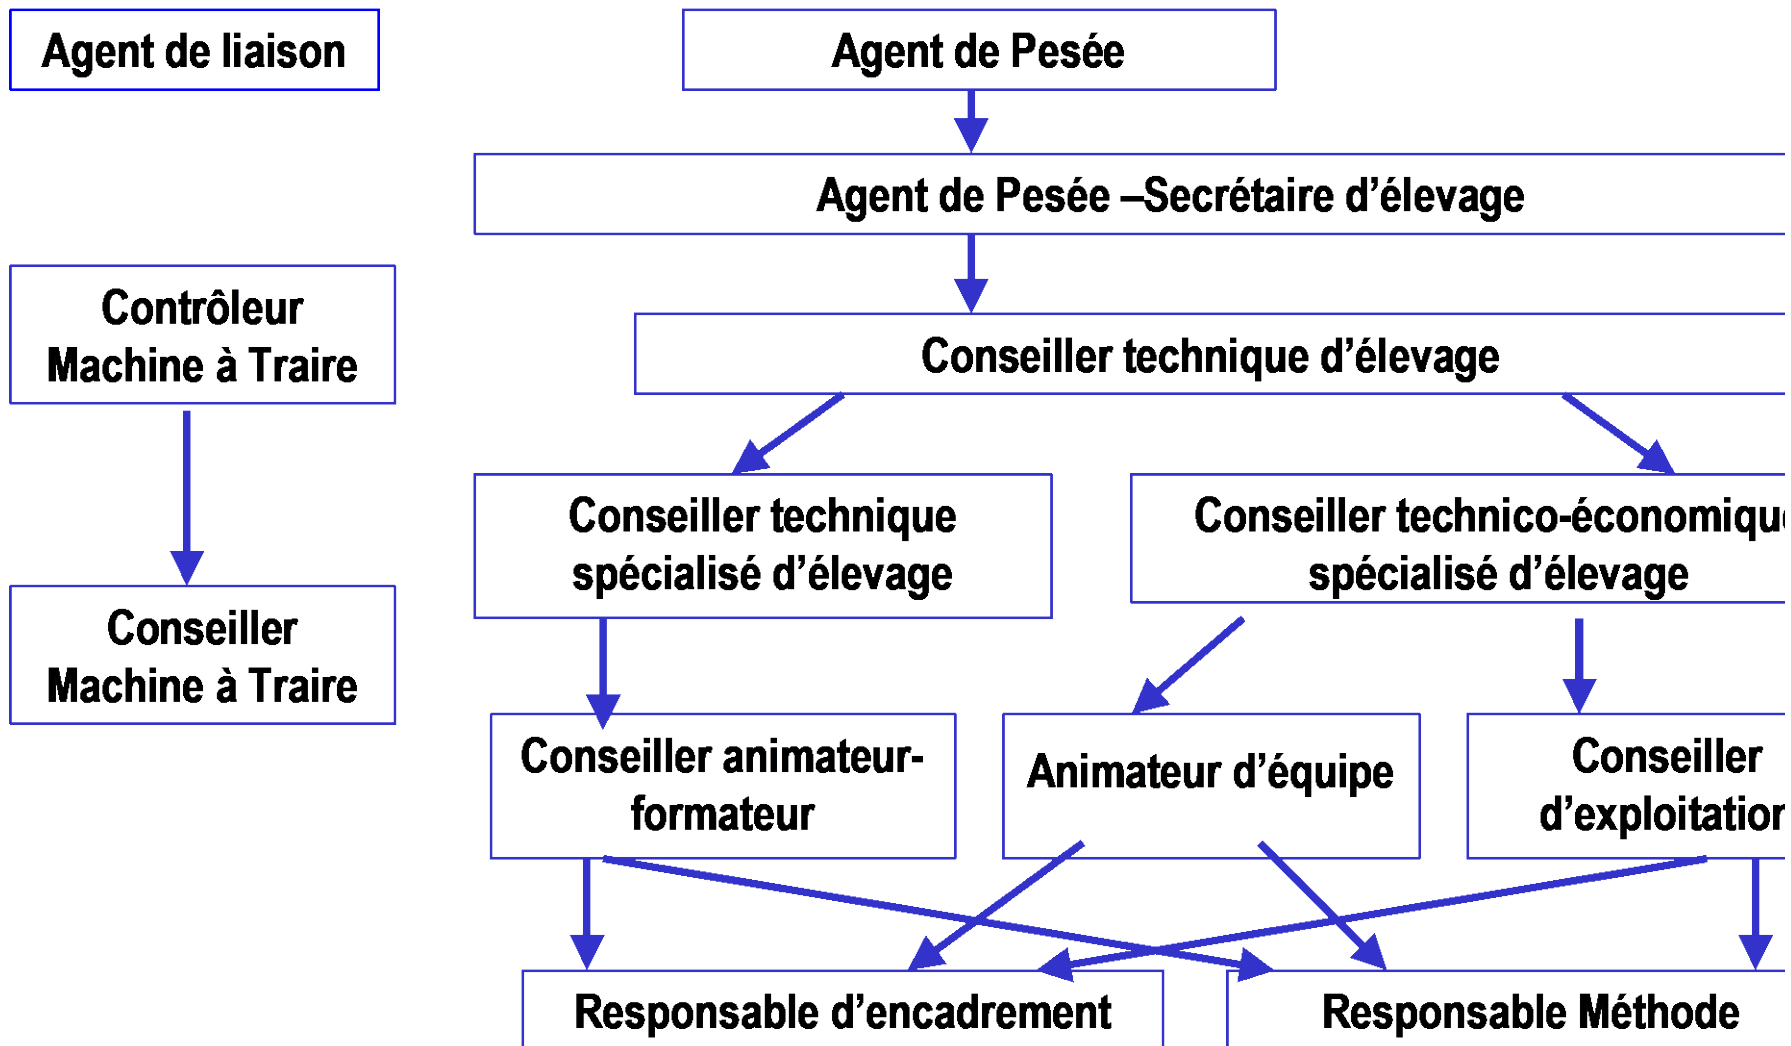 Agent de liaison
Agent de Pesée
Agent de Pesée –Secrétaire d’élevage
Contrôleur
Machine à Traire
Conseiller technique d’élevage
Conseiller
Machine à Traire
Conseiller technique
spécialisé d’élevage
Conseiller technico-économique
spécialisé d’élevage
Conseiller animateur-
formateur
Animateur d’équipe
Conseiller
d’exploitation
Responsable d’encadrement
Responsable Méthode